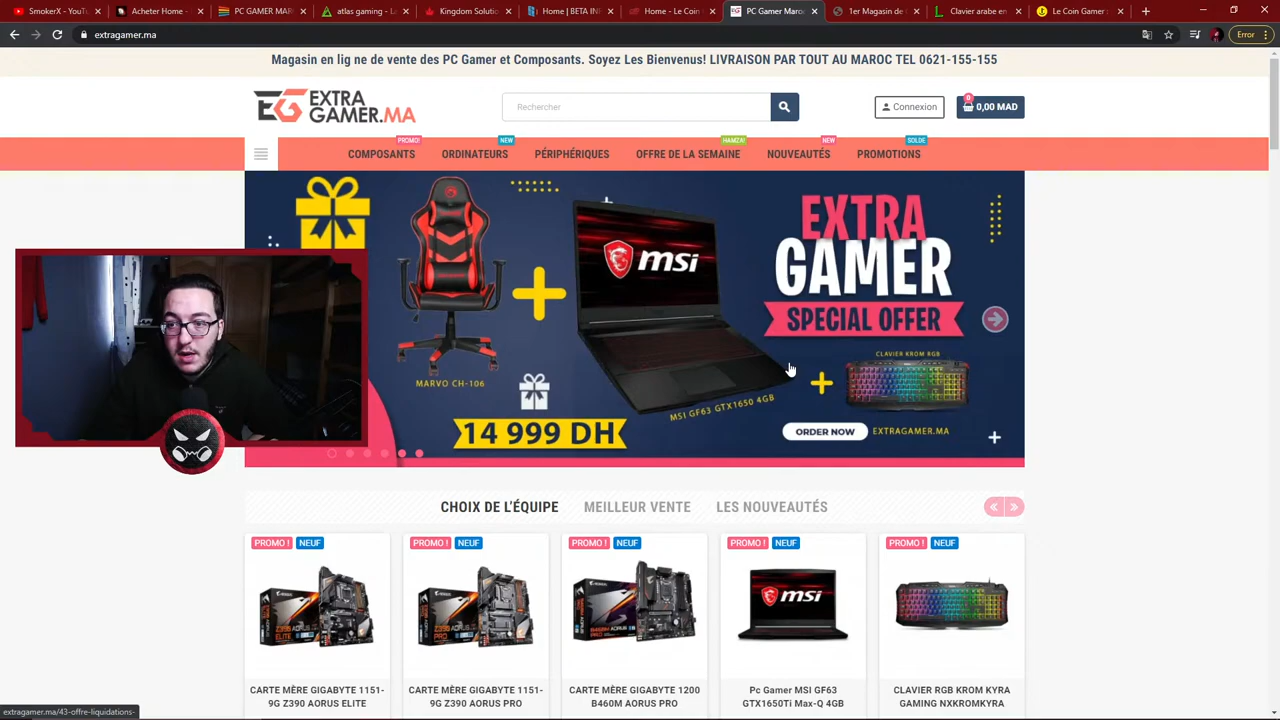 SmokerX - YouT
Acheter Home -
PC GAMER MAR
atlas gaming - L
Kingdom Solution
Home | BETA IN
Home - Le Coin
PC Gamer Maroc
1er Magasin de
Clavier arabe en
Le Coin Gamer
extragamer.ma
Error
Magasin en lig ne de vente des PC Gamer et Composants. Soyez Les Bienvenus! LIVRAISON PAR TOUT AU MAROC TEL 0621-155-155
EG EXTRA GAMER.MA
Rechercher
Connexion
0
0,00 MAD
PROMO!
NEW
HAMZA!
NEW
SOLDE
COMPOSANTS
ORDINATEURS
PÉRIPHÉRIQUES
OFFRE DE LA SEMAINE
NOUVEAUTÉS
PROMOTIONS
EXTRA
GAMER
SPECIAL OFFER
msi
CLAVIER KROM RGB
MARVO CH-106
MSI GF63 GTX1650 4GB
14 999 DH
ORDER NOW
EXTRAGAMER.MA
CHOIX DE L'ÉQUIPE
MEILLEUR VENTE
LES NOUVEAUTÉS
PROMO !
NEUF
PROMO !
NEUF
PROMO !
NEUF
PROMO !
NEUF
PROMO !
NEUF
msi
CARTE MÈRE GIGABYTE 1151-
9G Z390 AORUS ELITE
CARTE MÈRE GIGABYTE 1151-
9G Z390 AORUS PRO
CARTE MÈRE GIGABYTE 1200
B460M AORUS PRO
Pc Gamer MSI GF63
GTX1650Ti Max-Q 4GB
CLAVIER RGB KROM KYRA
GAMING NXKROMKYRA
extragamer.ma/43-offre-liquidations-